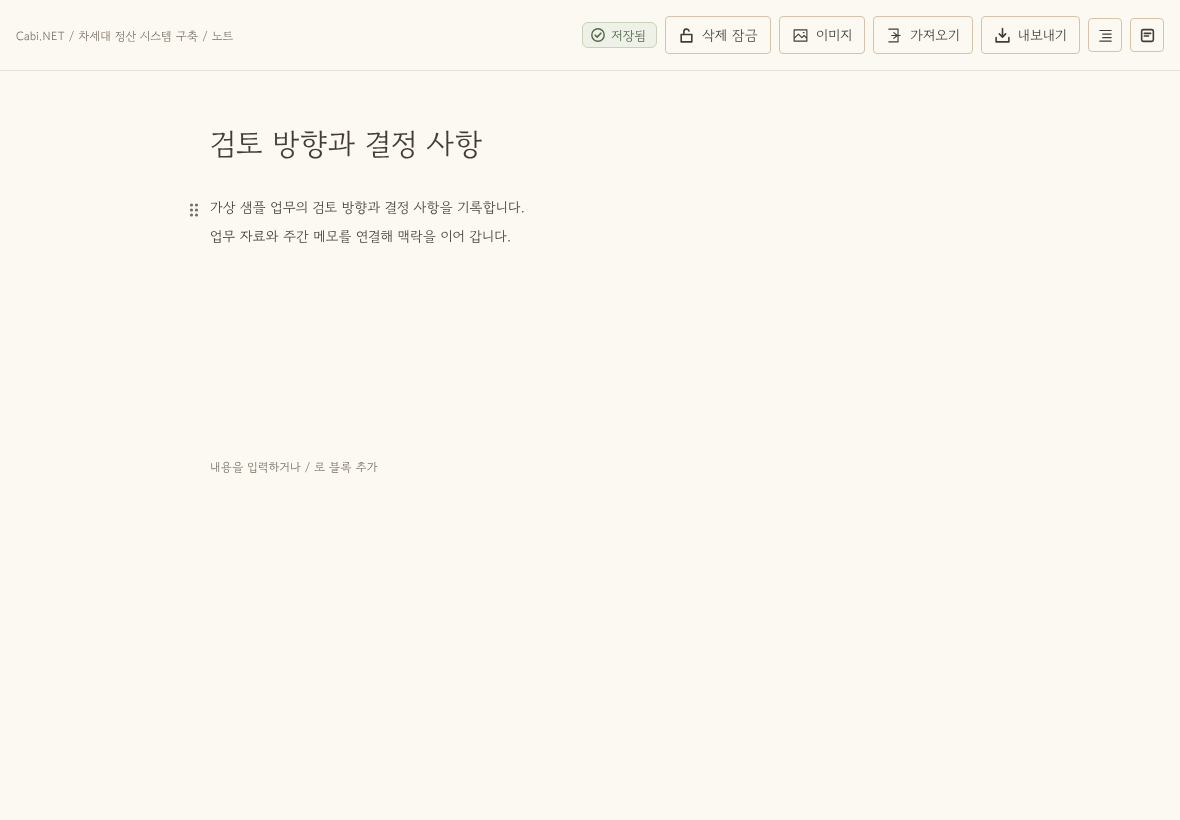 Cabi.NET / 차세대 정산 시스템 구축 / 노트
저장됨
삭제 잠금
이미지
가져오기
내보내기
검토 방향과 결정 사항
가상 샘플 업무의 검토 방향과 결정 사항을 기록합니다.
업무 자료와 주간 메모를 연결해 맥락을 이어 갑니다.
내용을 입력하거나 / 로 블록 추가